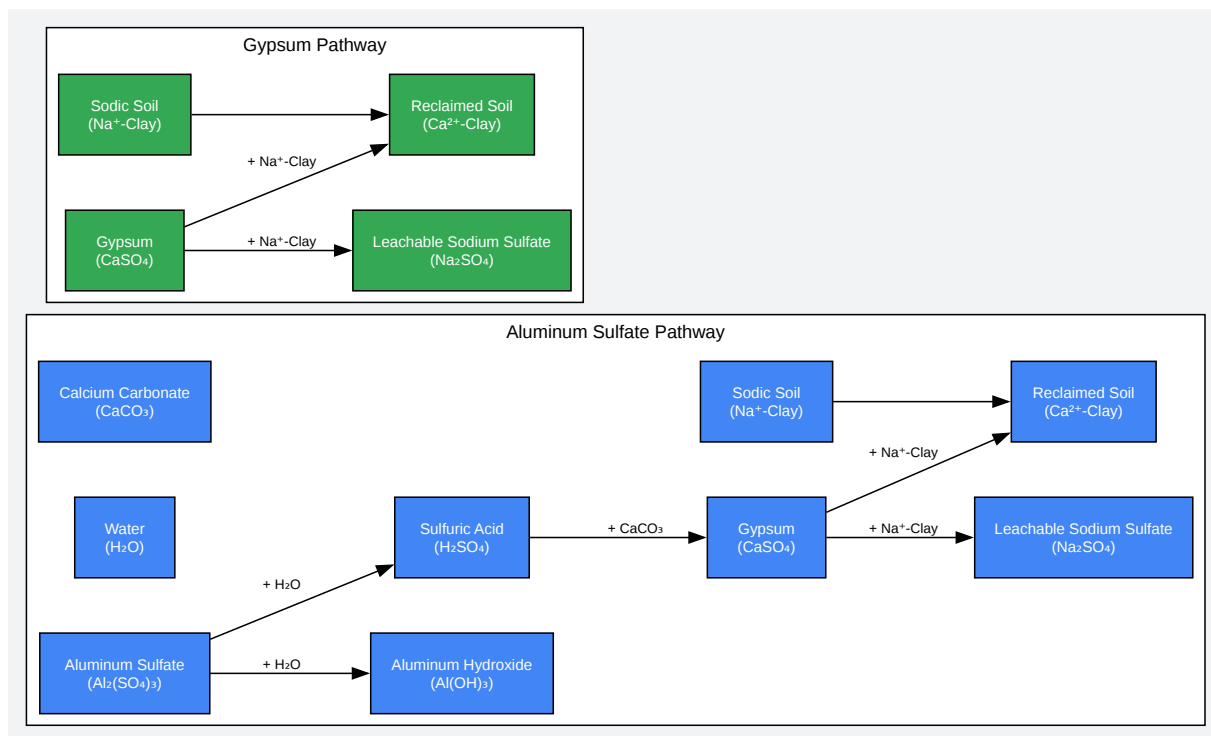 Gypsum Pathway
Sodic Soil
(Na⁺-Clay)
Reclaimed Soil
(Ca²⁺-Clay)
+ Na⁺-Clay
Gypsum
(CaSO₄)
+ Na⁺-Clay
Leachable Sodium Sulfate
(Na₂SO₄)
Aluminum Sulfate Pathway
Calcium Carbonate
(CaCO₃)
Sodic Soil
(Na⁺-Clay)
Reclaimed Soil
(Ca²⁺-Clay)
+ Na⁺-Clay
Water
(H₂O)
Sulfuric Acid
(H₂SO₄)
+ CaCO₃
Gypsum
(CaSO₄)
+ Na⁺-Clay
Leachable Sodium Sulfate
(Na₂SO₄)
+ H₂O
Aluminum Sulfate
(Al₂(SO₄)₃)
+ H₂O
Aluminum Hydroxide
(Al(OH)₃)